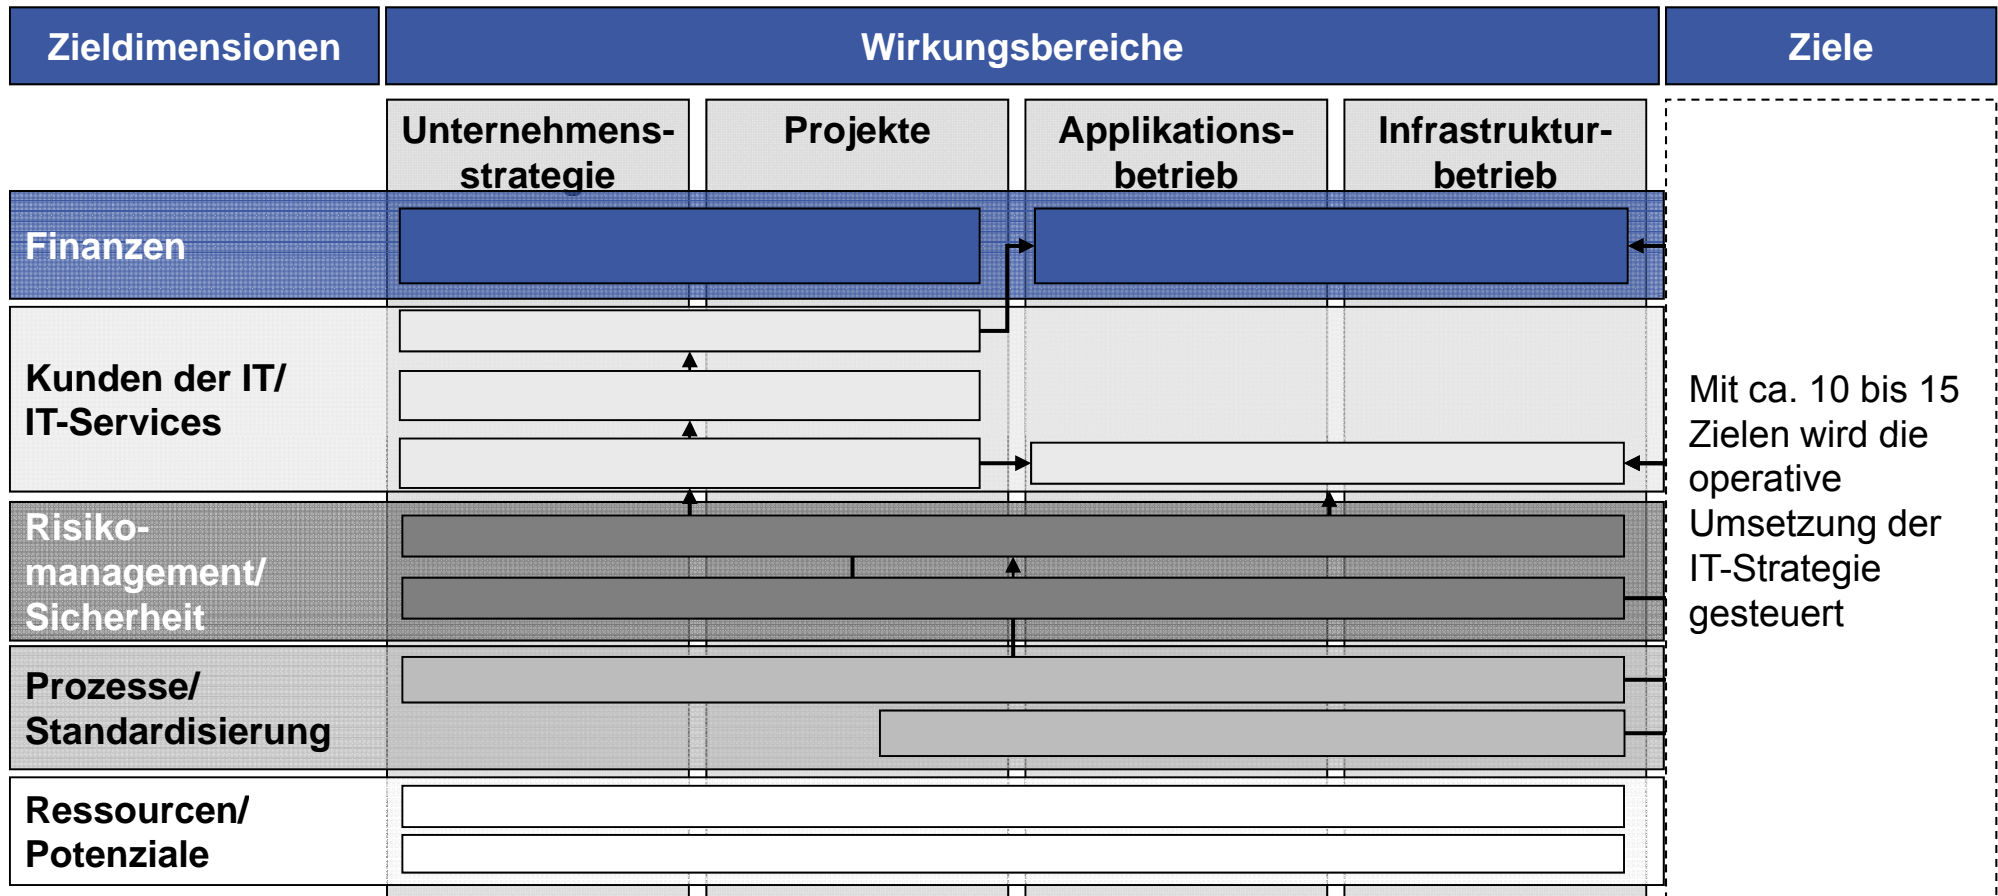 Zieldimensionen
Wirkungsbereiche
Ziele
Unternehmens-
strategie
Projekte
Applikations-
betrieb
Infrastruktur-
betrieb
Finanzen
Kunden der IT/
IT-Services
Risiko-
management/
Sicherheit
Prozesse/
Standardisierung
Ressourcen/
Potenziale
Mit ca. 10 bis 15
Zielen wird die
operative
Umsetzung der
IT-Strategie
gesteuert